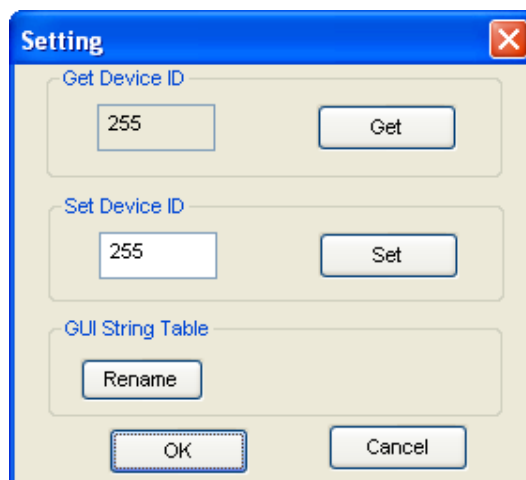 Setting
Get Device ID
255
Get
Set Device ID
255
Set
GUI String Table
Rename
OK
Cancel